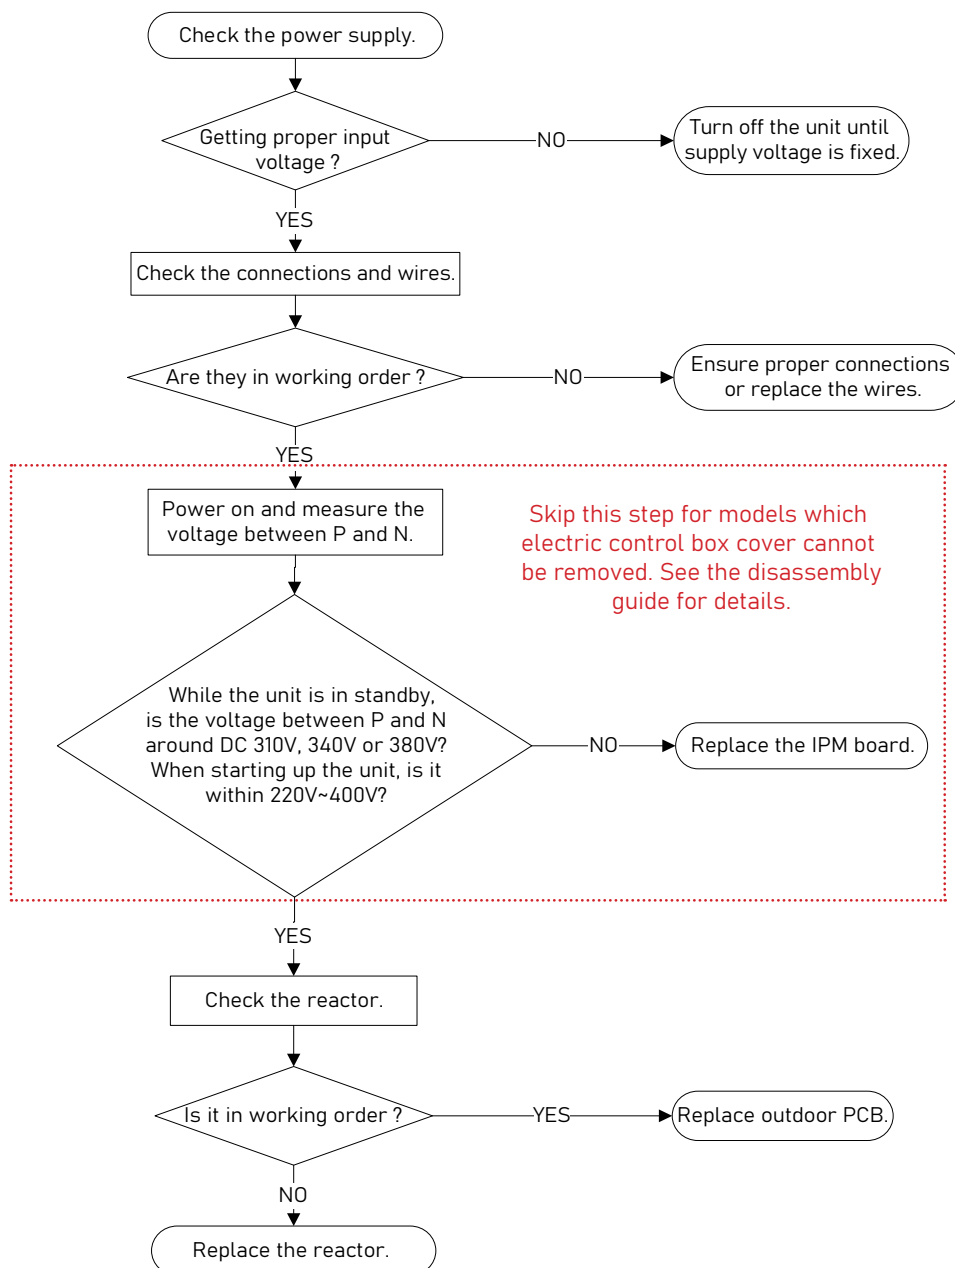 Check the power supply.
Getting proper input
voltage ?
NO
Turn off the unit until
supply voltage is fixed.
YES
Check the connections and wires.
Are they in working order ?
NO
Ensure proper connections
or replace the wires.
YES
Power on and measure the
voltage between P and N.
Skip this step for models which
electric control box cover cannot
be removed. See the disassembly
guide for details.
While the unit is in standby,
is the voltage between P and N
around DC 310V, 340V or 380V?
When starting up the unit, is it
within 220V~400V?
NO
Replace the IPM board.
YES
Check the reactor.
Is it in working order ?
YES
Replace outdoor PCB.
NO
Replace the reactor.